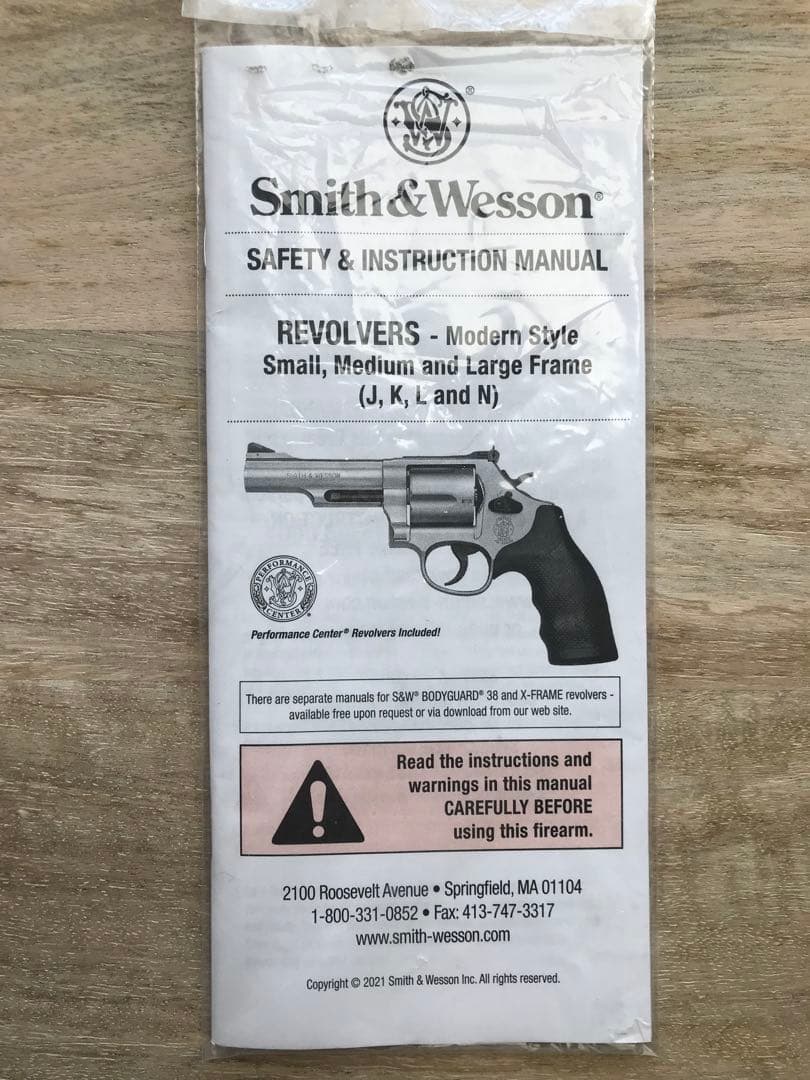 ®
Smith & Wesson®
SAFETY & INSTRUCTION MANUAL
REVOLVERS - Modern Style
Small, Medium and Large Frame
(J, K, L and N)
SMITH & WESSON
PERFORMANCE
CENTER
Performance Center® Revolvers Included!
There are separate manuals for S&W® BODYGUARD® 38 and X-FRAME revolvers -
available free upon request or via download from our web site.
Read the instructions and
warnings in this manual
CAREFULLY BEFORE
using this firearm.
2100 Roosevelt Avenue • Springfield, MA 01104
1-800-331-0852 • Fax: 413-747-3317
www.smith-wesson.com
Copyright © 2021 Smith & Wesson Inc. All rights reserved.